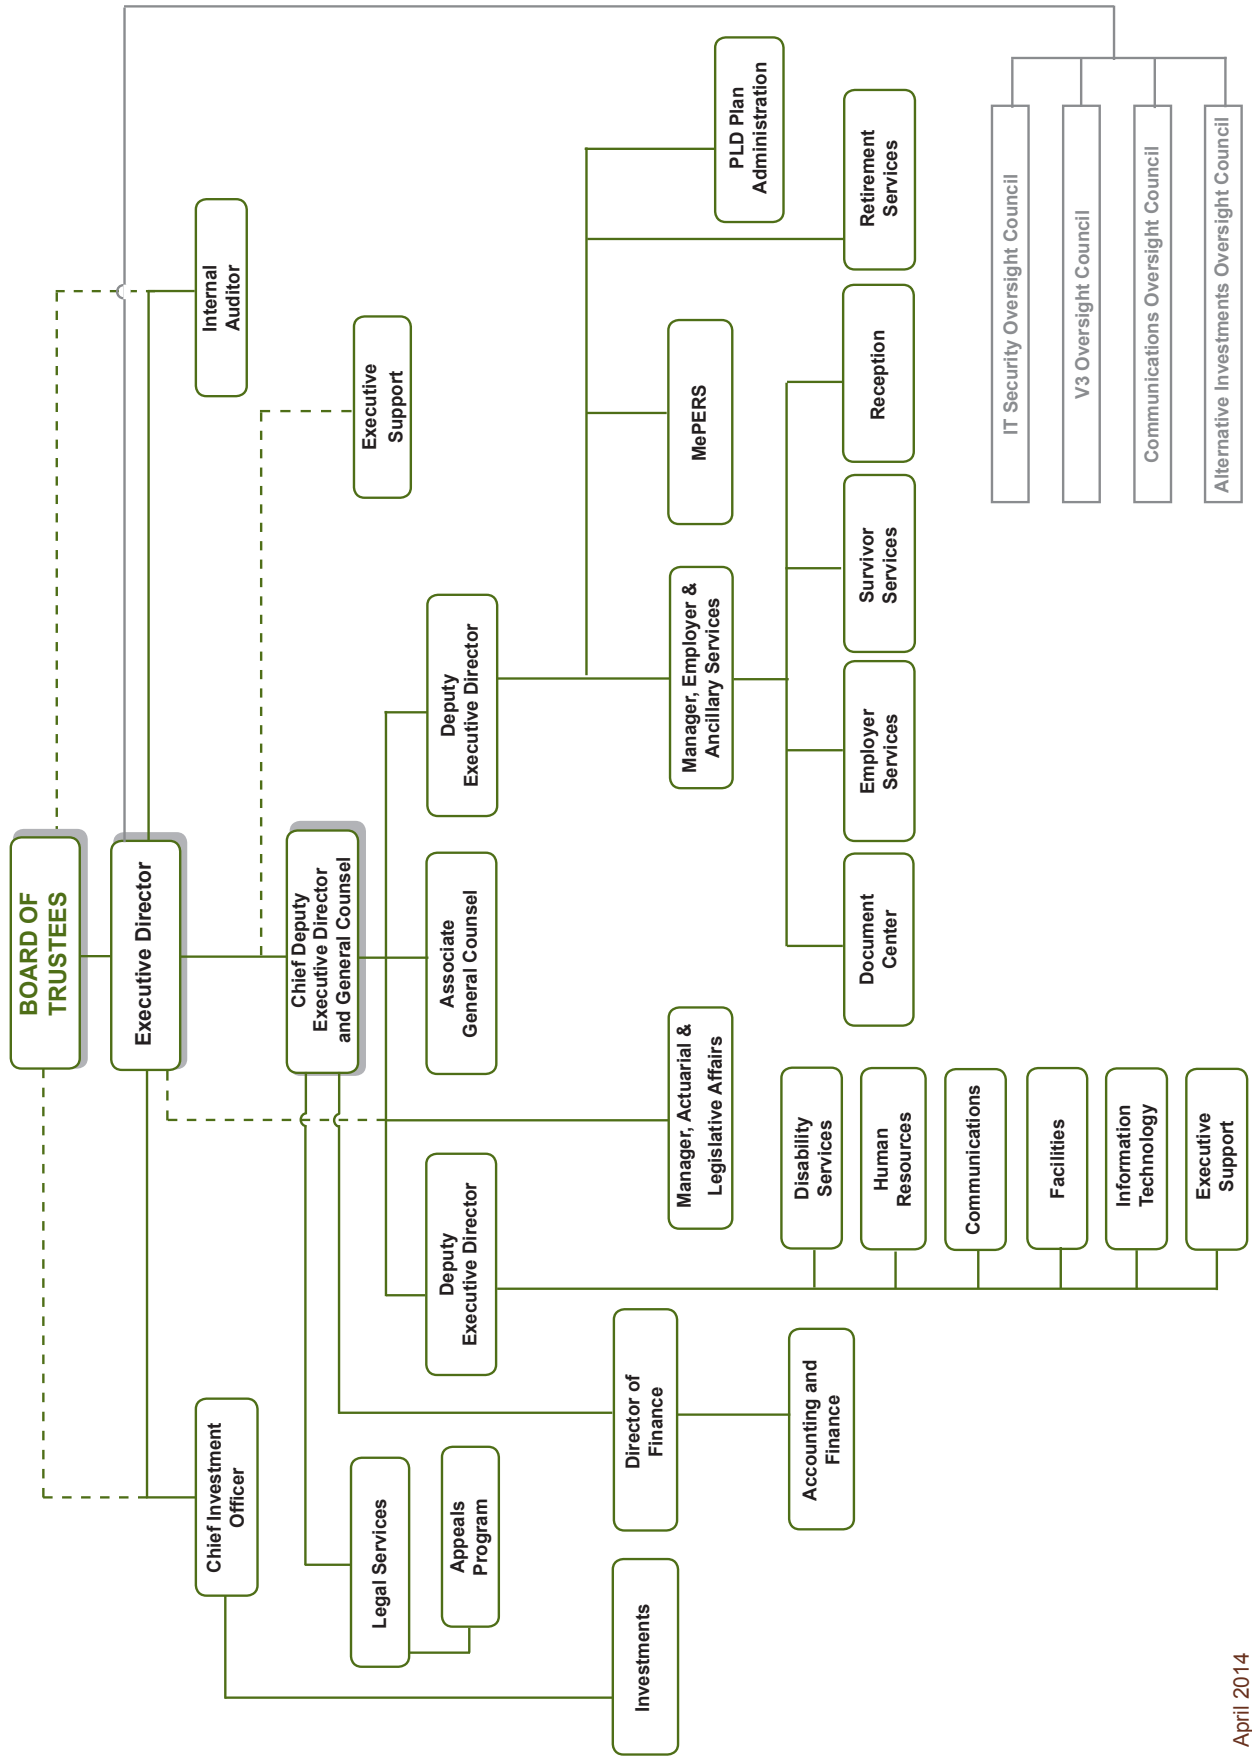 BOARD OF
TRUSTEES
Executive Director
Chief Investment
Officer
Internal
Auditor
Chief Deputy
Executive Director
and General Counsel
Executive
Support
Legal Services
Appeals
Program
Deputy
Executive Director
Associate
General Counsel
Deputy
Executive Director
Investments
Director of
Finance
Manager, Actuarial &
Legislative Affairs
Manager, Employer &
Ancillary Services
MePERS
PLD Plan
Administration
Accounting and
Finance
Disability
Services
Human
Resources
Communications
Facilities
Information
Technology
Executive
Support
Document
Center
Employer
Services
Survivor
Services
Reception
Retirement
Services
IT Security Oversight Council
V3 Oversight Council
Communications Oversight Council
Alternative Investments Oversight Council
April 2014